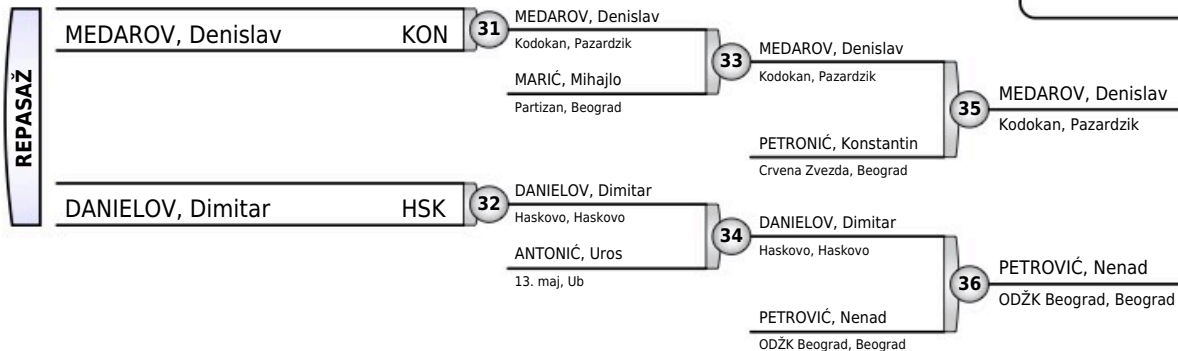 REPASAŽ
MEDAROV, Denislav KON
31
MEDAROV, Denislav
Kodokan, Pazardzik
MARIĆ, Mihajlo
Partizan, Beograd
33
MEDAROV, Denislav
Kodokan, Pazardzik
PETRONIĆ, Konstantin
Crvena Zvezda, Beograd
35
MEDAROV, Denislav
Kodokan, Pazardzik
DANIELOV, Dimitar HSK
32
DANIELOV, Dimitar
Haskovo, Haskovo
ANTONIĆ, Uros
13. maj, Ub
34
DANIELOV, Dimitar
Haskovo, Haskovo
PETROVIĆ, Nenad
ODŽK Beograd, Beograd
36
PETROVIĆ, Nenad
ODŽK Beograd, Beograd